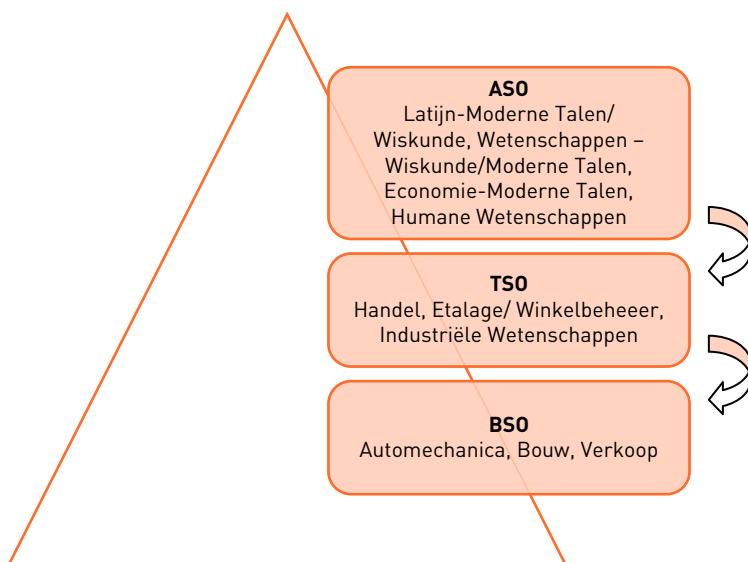 ASO
Latijn-Moderne Talen/
Wiskunde, Wetenschappen –
Wiskunde/Moderne Talen,
Economie-Moderne Talen,
Humane Wetenschappen
TSO
Handel, Etalage/ Winkelbeheeer,
Industriële Wetenschappen
BSO
Automechanica, Bouw, Verkoop